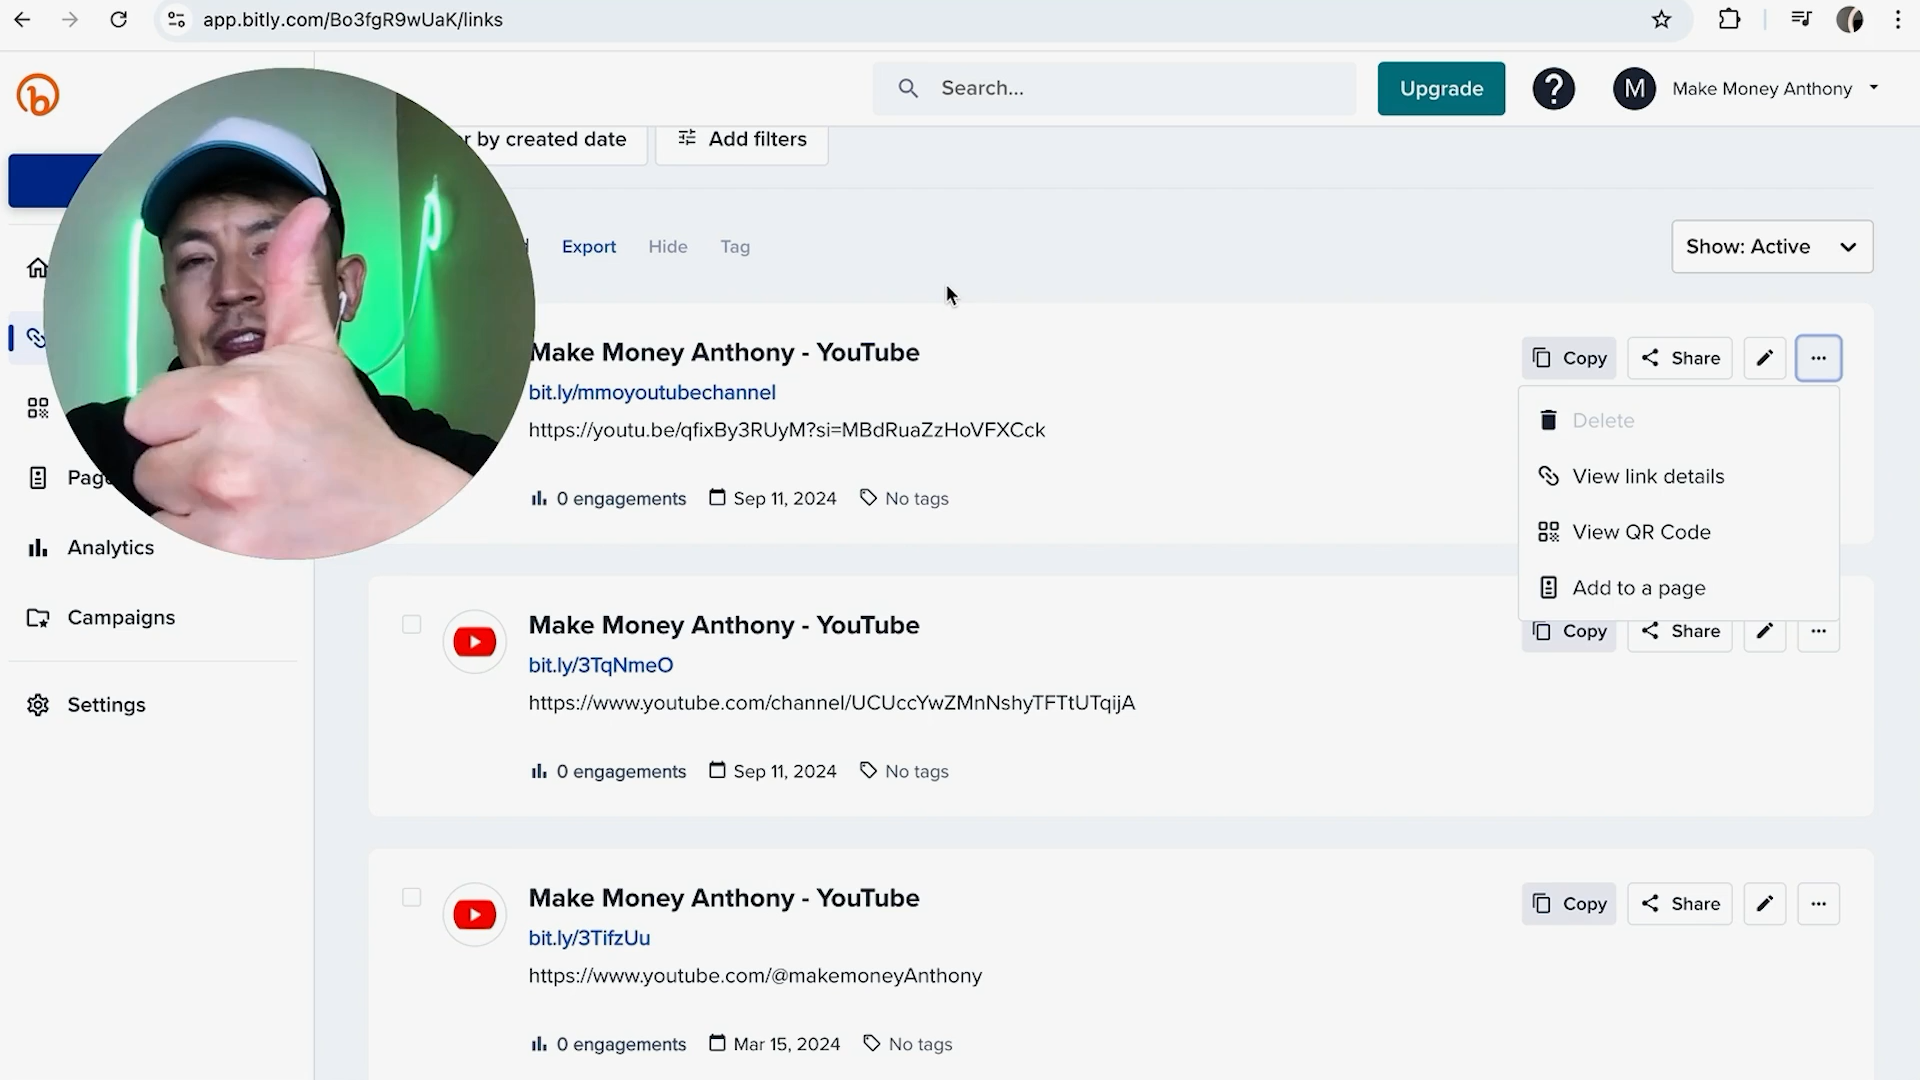 app.bitly.com/Bo3fgR9wUaK/links
Search...
Upgrade
?
M
Make Money Anthony
r by created date
Add filters
Export
Hide
Tag
Show: Active
Make Money Anthony - YouTube
Copy
Share
bit.ly/mmoyoutubechannel
https://youtu.be/qfixBy3RUyM?si=MBdRuaZzHoVFXCck
0 engagements
Sep 11, 2024
No tags
Delete
View link details
View QR Code
Add to a page
Pag
Analytics
Campaigns
Settings
Make Money Anthony - YouTube
Copy
Share
bit.ly/3TqNmeO
https://www.youtube.com/channel/UCUccYwZMnNshyTFTtUTqijA
0 engagements
Sep 11, 2024
No tags
Make Money Anthony - YouTube
Copy
Share
bit.ly/3TifzUu
https://www.youtube.com/@makemoneyAnthony
0 engagements
Mar 15, 2024
No tags